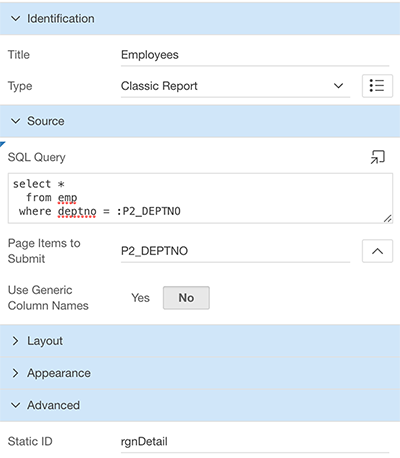 Identification
Title Employees
Type Classic Report
Source
SQL Query
select *
from emp
where deptno = :P2_DEPTNO
Page Items to Submit P2_DEPTNO
Use Generic Column Names Yes No
Layout
Appearance
Advanced
Static ID rgnDetail